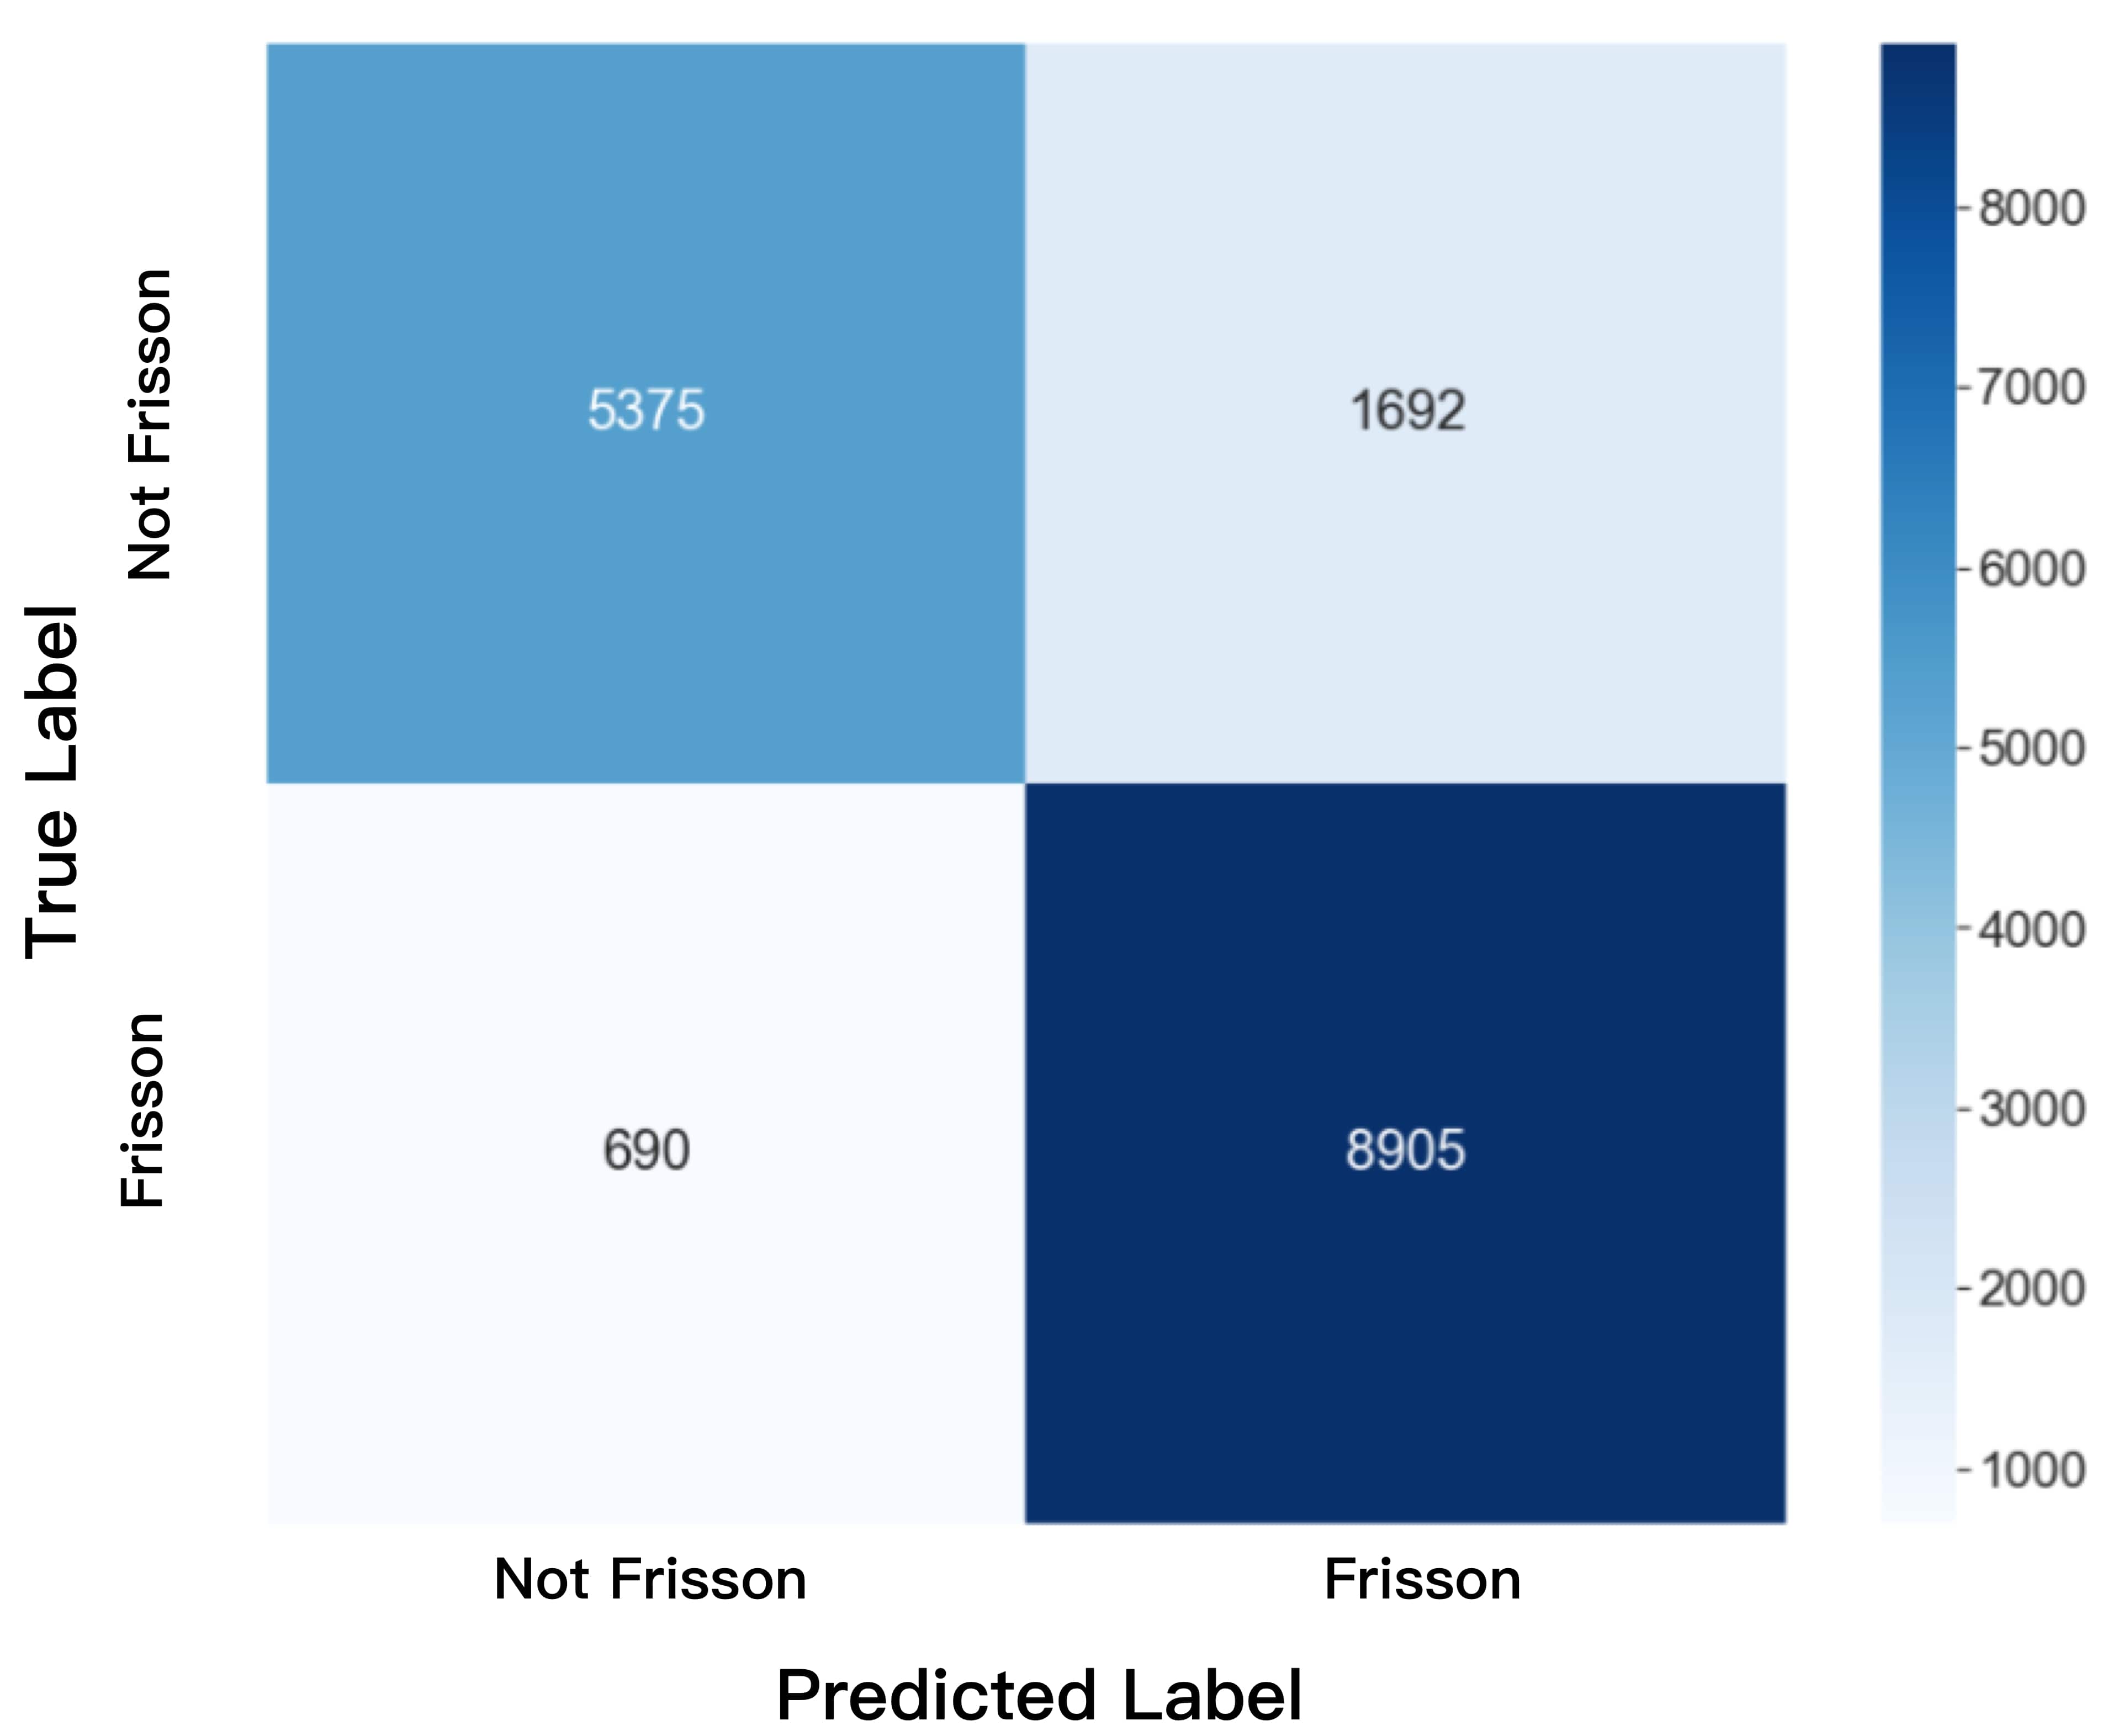 True Label
Not Frisson
Frisson
5375
1692
690
8905
8000
7000
6000
5000
4000
3000
2000
1000
Not Frisson
Frisson
Predicted Label